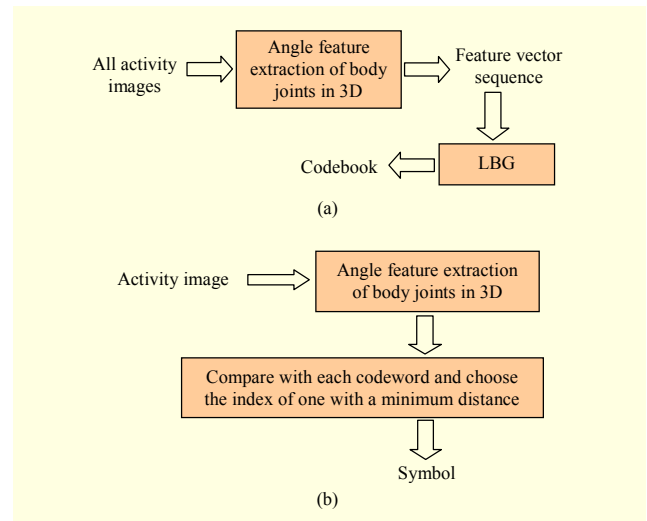 All activity
images
Angle feature
extraction of body
joints in 3D
Feature vector
sequence
LBG
Codebook
(a)
Activity image
Angle feature extraction
of body joints in 3D
Compare with each codeword and choose
the index of one with a minimum distance
Symbol
(b)